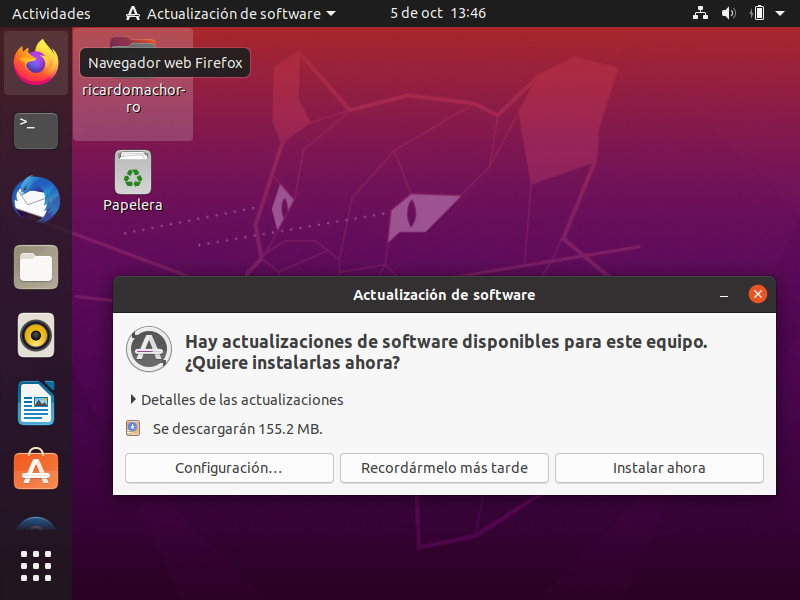 Actividades
Actualización de software
5 de oct 13:46
Navegador web Firefox
ricardomachor-
ro
>_
Papelera
Actualización de software
Hay actualizaciones de software disponibles para este equipo.
¿Quiere instalarlas ahora?
Detalles de las actualizaciones
Se descargarán 155.2 MB.
Configuración…
Recordármelo más tarde
Instalar ahora